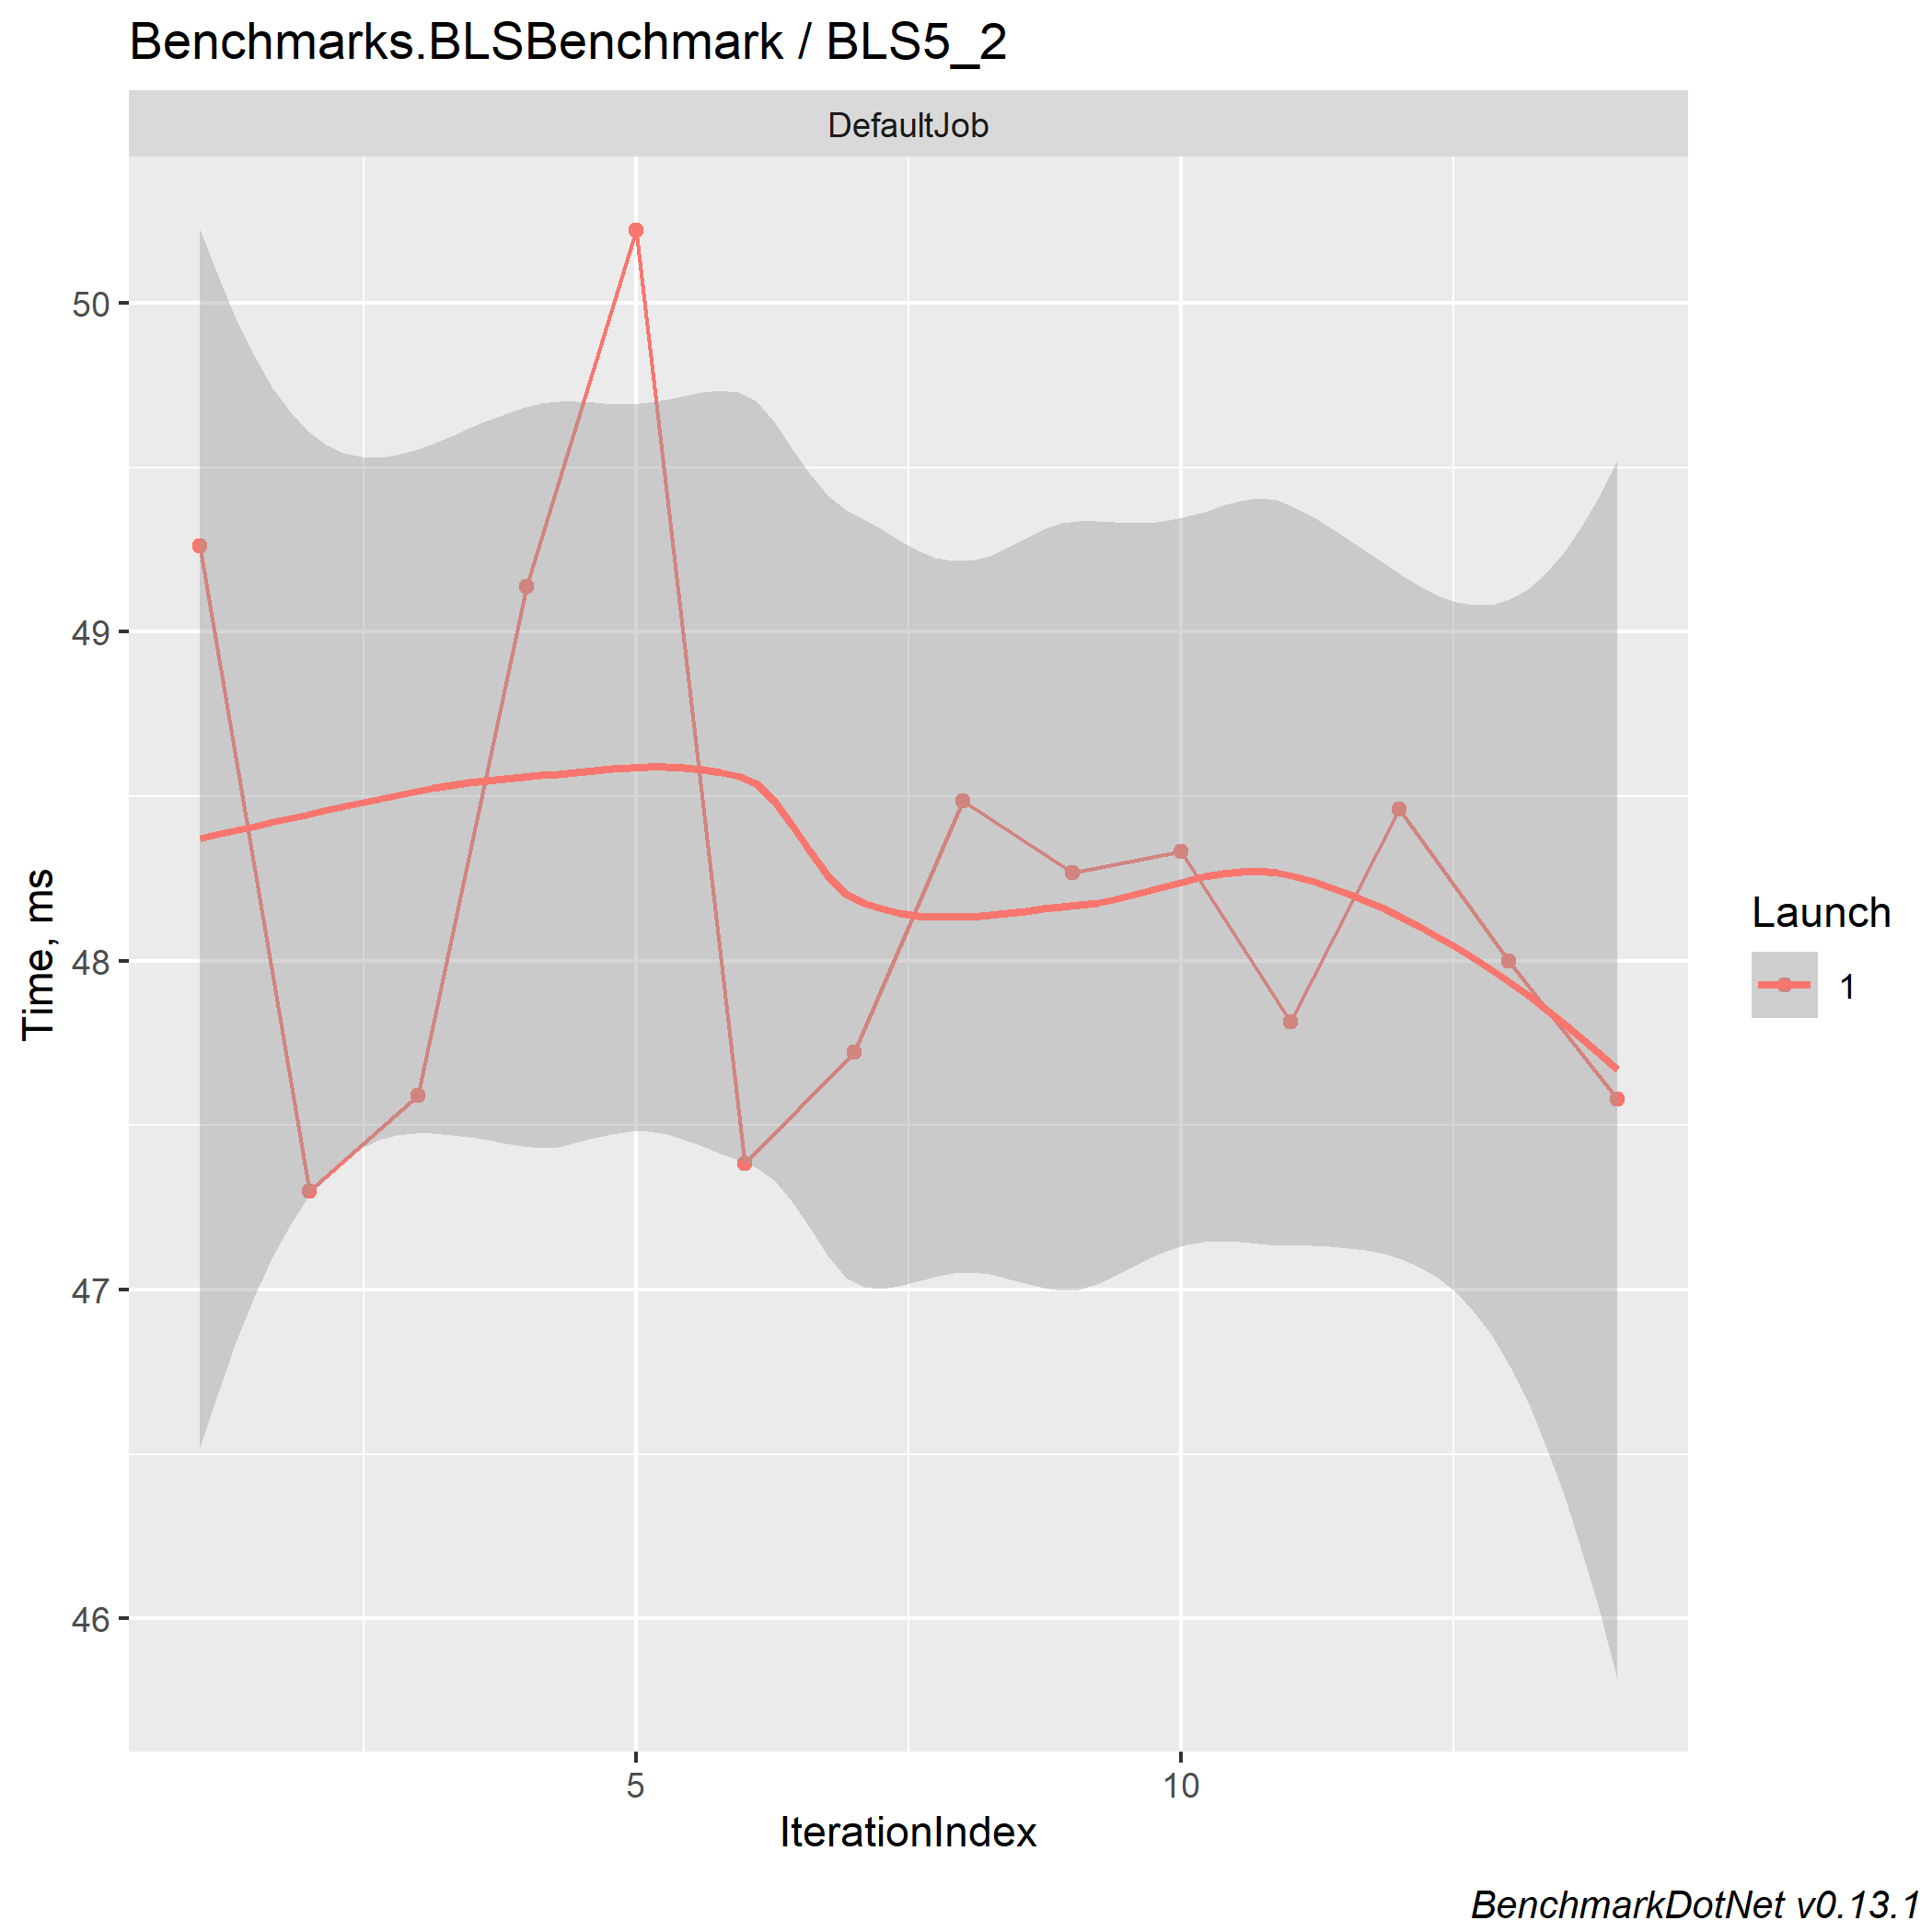 Benchmarks.BLSBenchmark / BLS5_2
DefaultJob
50
49
48
47
46
Time, ms
5
10
IterationIndex
Launch
1
BenchmarkDotNet v0.13.1